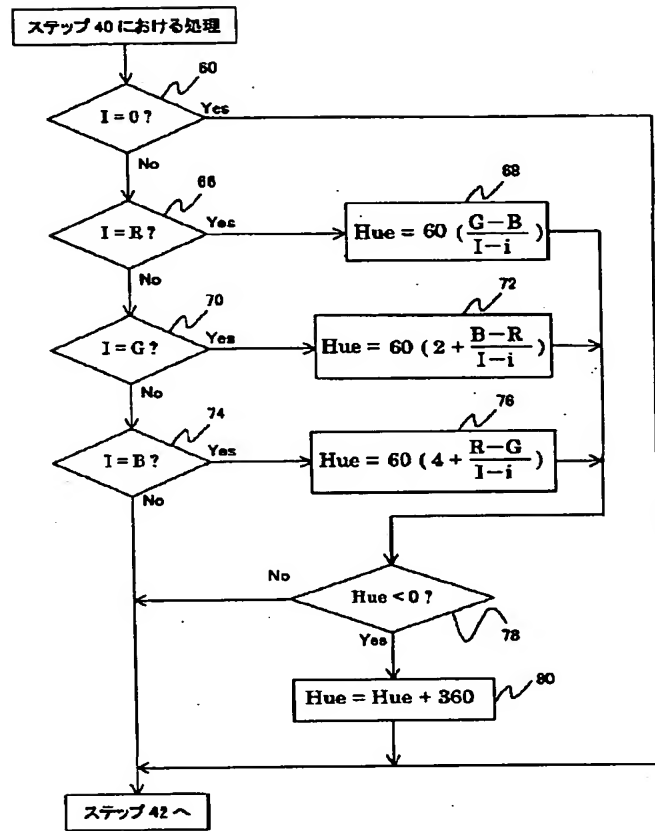 ステップ 40 における処理
60
I = 0 ?
Yes
No
66
I = R ?
Yes
No
68
Hue = 60 ( G − B / I − i )
70
I = G ?
Yes
No
72
Hue = 60 ( 2 + B − R / I − i )
74
I = B ?
Yes
No
76
Hue = 60 ( 4 + R − G / I − i )
Hue < 0 ?
No
78
Yes
80
Hue = Hue + 360
ステップ 42 へ